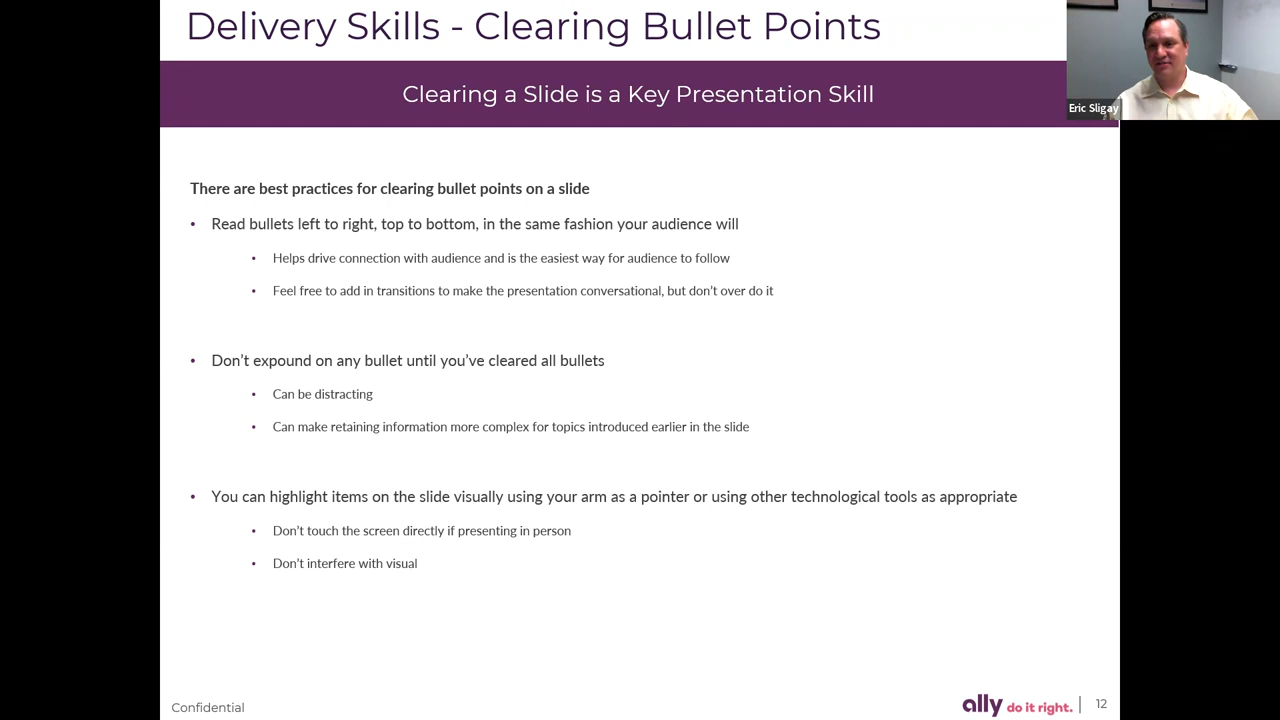 Delivery Skills - Clearing Bullet Points
Clearing a Slide is a Key Presentation Skill
Eric Sligay
There are best practices for clearing bullet points on a slide
• Read bullets left to right, top to bottom, in the same fashion your audience will
• Helps drive connection with audience and is the easiest way for audience to follow
• Feel free to add in transitions to make the presentation conversational, but don’t over do it
• Don’t expound on any bullet until you’ve cleared all bullets
• Can be distracting
• Can make retaining information more complex for topics introduced earlier in the slide
• You can highlight items on the slide visually using your arm as a pointer or using other technological tools as appropriate
• Don’t touch the screen directly if presenting in person
• Don’t interfere with visual
Confidential
ally do it right. | 12